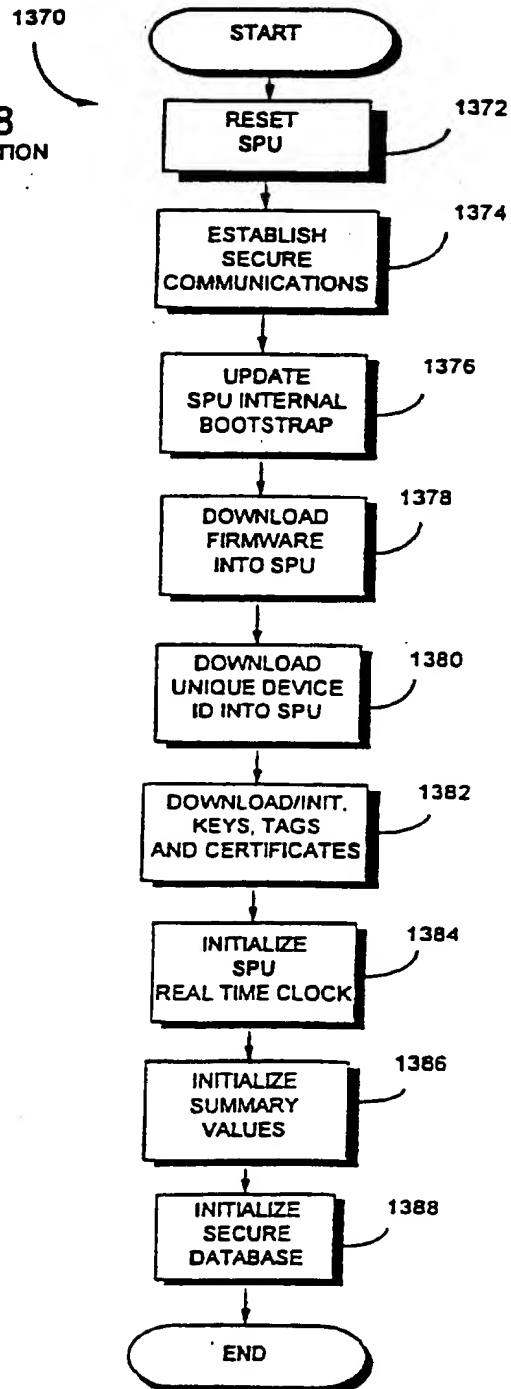 1370
START
8
TION
RESET
SPU
1372
ESTABLISH
SECURE
COMMUNICATIONS
1374
UPDATE
SPU INTERNAL
BOOTSTRAP
1376
DOWNLOAD
FIRMWARE
INTO SPU
1378
DOWNLOAD
UNIQUE DEVICE
ID INTO SPU
1380
DOWNLOAD/INIT.
KEYS, TAGS
AND CERTIFICATES
1382
INITIALIZE
SPU
REAL TIME CLOCK
1384
INITIALIZE
SUMMARY
VALUES
1386
INITIALIZE
SECURE
DATABASE
1388
END